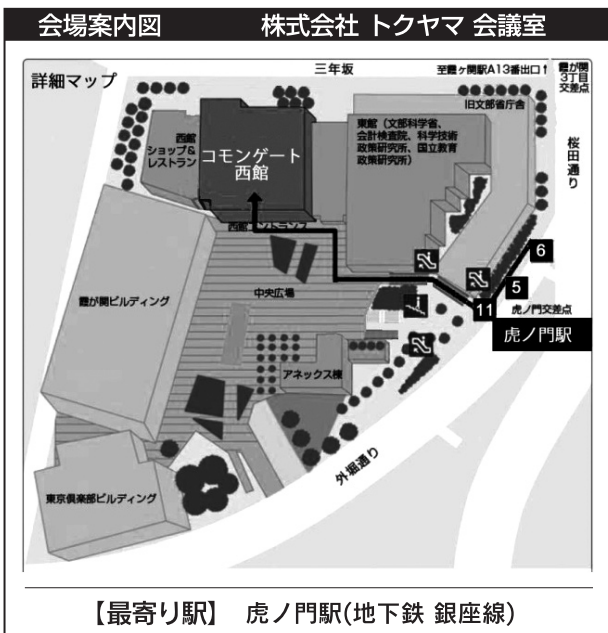 会場案内図 株式会社 トクヤマ 会議室
詳細マップ
三年坂
至霞ヶ関駅A13番出口↑
霞が関
3丁目
交差点
旧文部省庁舎
桜田通り
西館
ショップ&
レストラン
コモンゲート
西館
東館(文部科学省、
会計検査院、科学技術
政策研究所、国立教育
政策研究所)
西館エントランス
6
5
11
虎ノ門交差点
虎ノ門駅
中央広場
霞が関ビルディング
アネックス棟
外堀通り
東京倶楽部ビルディング
【最寄り駅】 虎ノ門駅(地下鉄 銀座線)